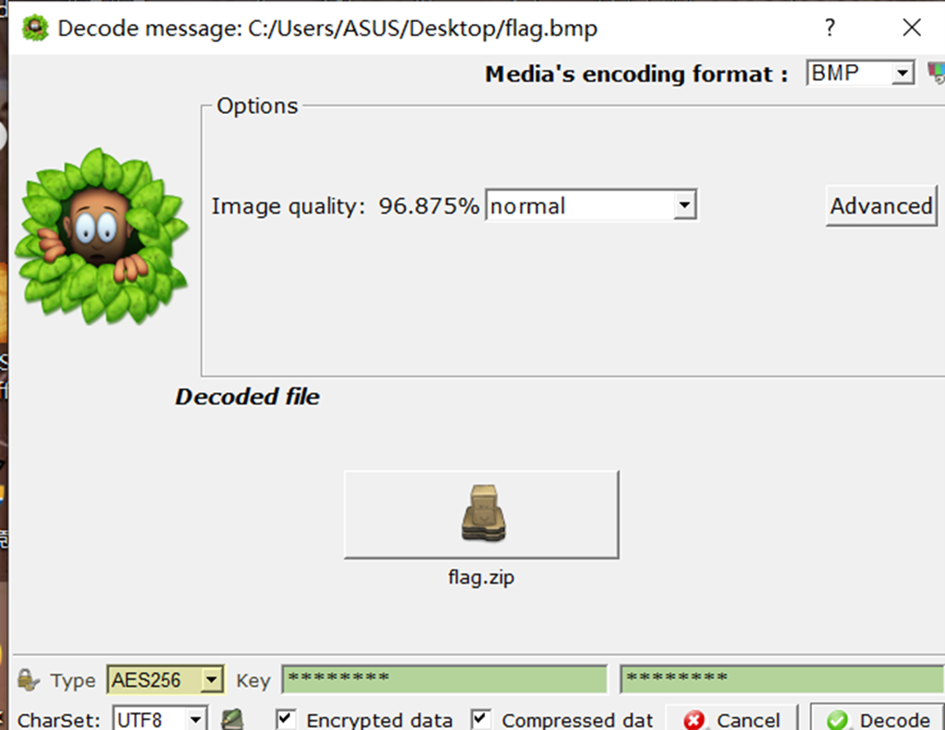 Decode message: C:/Users/ASUS/Desktop/flag.bmp ?
Media's encoding format : BMP
Options
Image quality: 96.875% normal Advanced
Decoded file
flag.zip
Type AES256 Key ******** ********
CharSet: UTF8 Encrypted data Compressed dat Cancel Decode